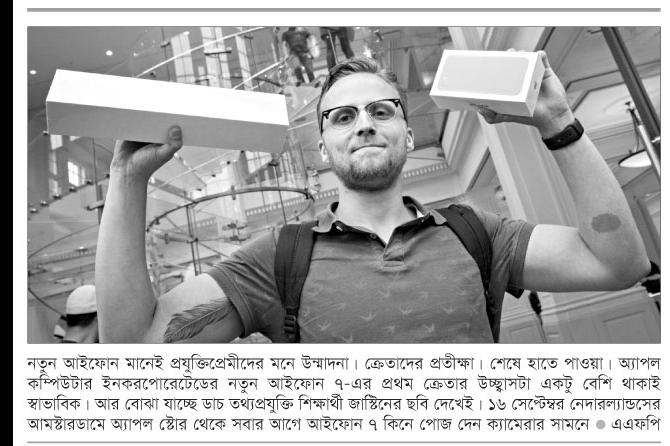 নতুন আইফোন মানেই প্রযুক্তিপ্রেমীদের মনে উন্মাদনা। ক্রেতাদের প্রতীক্ষা। শেষে হাতে পাওয়া। অ্যাপল
কম্পিউটার ইনকরপোরেটেডের নতুন আইফোন ৭-এর প্রথম ক্রেতার উচ্ছ্বাসটা একটু বেশি থাকাই
স্বাভাবিক। আর বোঝা যাচ্ছে ডাচ তথ্যপ্রযুক্তি শিক্ষার্থী জাস্টিনের ছবি দেখেই। ১৬ সেপ্টেম্বর নেদারল্যান্ডসের
আমস্টারডামে অ্যাপল স্টোর থেকে সবার আগে আইফোন ৭ কিনে পোজ দেন ক্যামেরার সামনে ● এএফপি